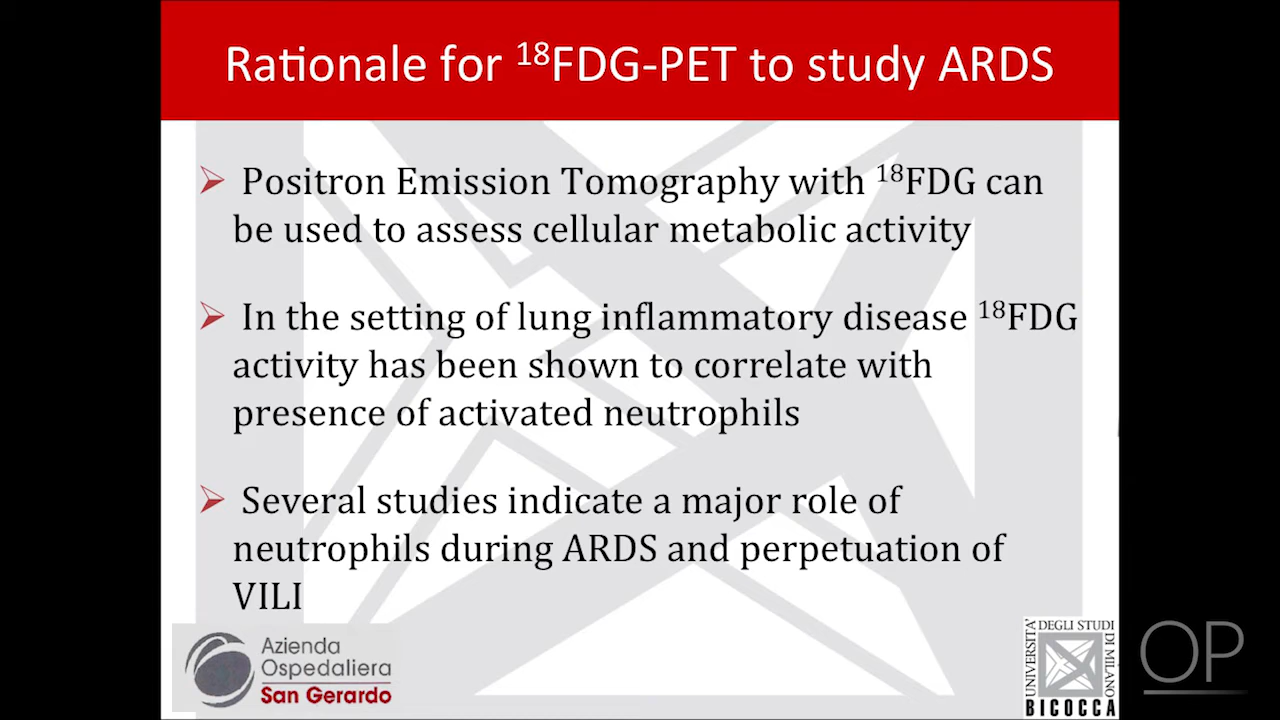 Rationale for ¹⁸FDG-PET to study ARDS
Positron Emission Tomography with ¹⁸FDG can
be used to assess cellular metabolic activity
In the setting of lung inflammatory disease ¹⁸FDG
activity has been shown to correlate with
presence of activated neutrophils
Several studies indicate a major role of
neutrophils during ARDS and perpetuation of
VILI
Azienda
Ospedaliera
San Gerardo
UNIVERSITA'
DEGLI STUDI
DI MILANO
BICOCCA
OP